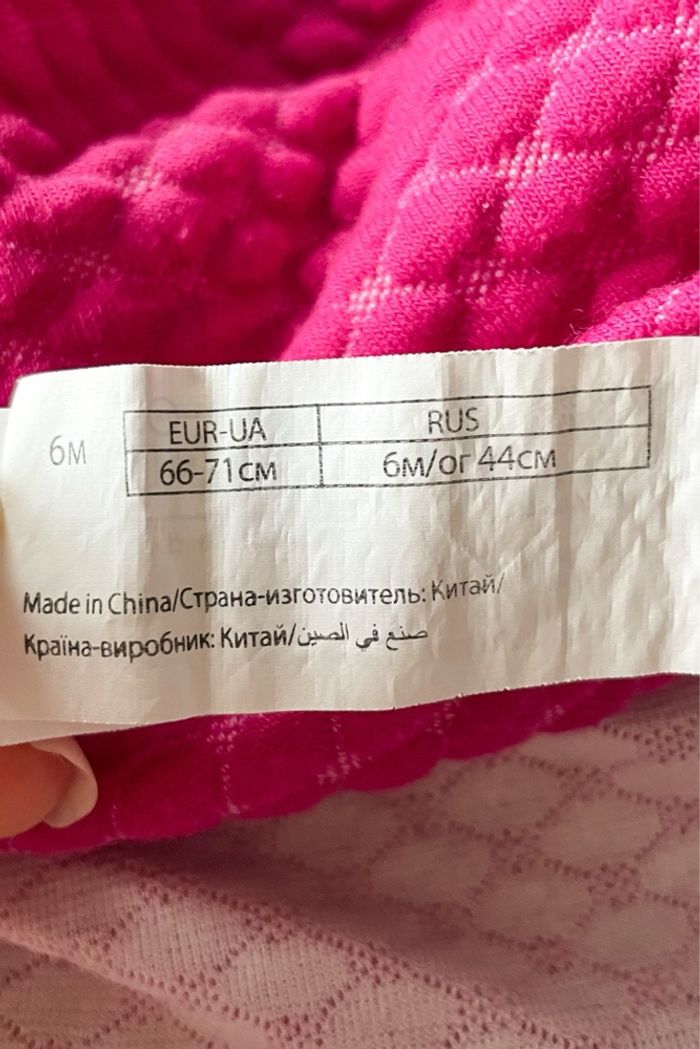 6M
EUR-UA RUS
66-71см 6м/ог 44см
Made in China/Страна-изготовитель: Китай/
Країна-виробник: Китай/صنع في الصين